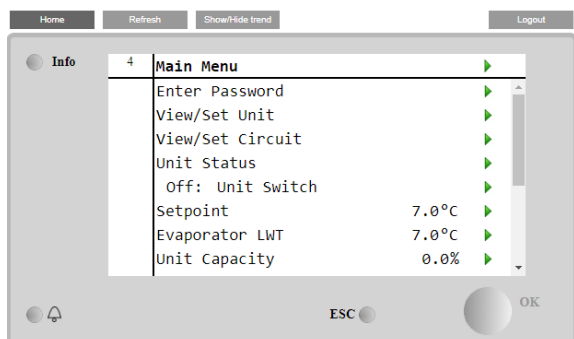 Home Refresh Show/Hide trend Logout
Info
4 Main Menu
Enter Password
View/Set Unit
View/Set Circuit
Unit Status
Off: Unit Switch
Setpoint 7.0°C
Evaporator LWT 7.0°C
Unit Capacity 0.0%
ESC OK